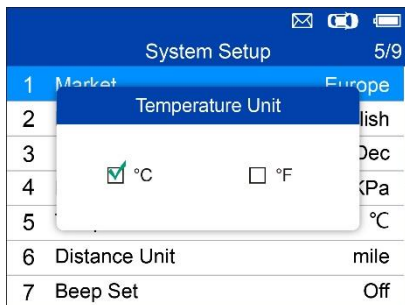 System Setup 5/9
1 Market Europe
Temperature Unit
2 lish
3 Dec
°C °F
4 KPa
5 °C
6 Distance Unit mile
7 Beep Set Off